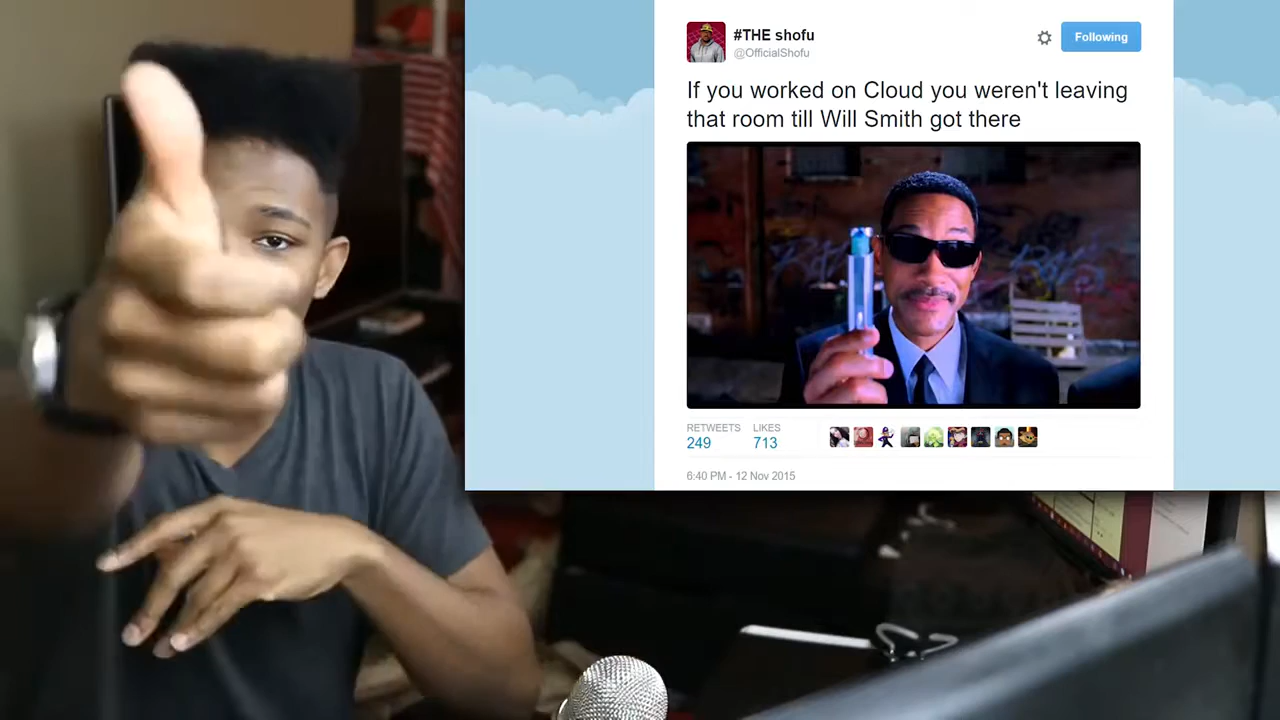 #THE shofu
@OfficialShofu
Following
If you worked on Cloud you weren't leaving
that room till Will Smith got there
RETWEETS
LIKES
249
713
6:40 PM - 12 Nov 2015